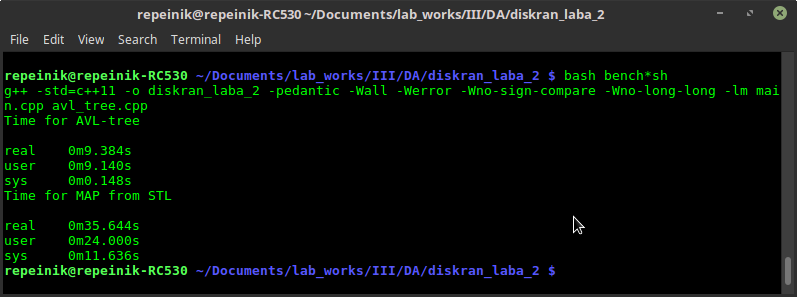 repeinik@repeinik-RC530 ~/Documents/lab_works/III/DA/diskran_laba_2
File Edit View Search Terminal Help
repeinik@repeinik-RC530 ~/Documents/lab_works/III/DA/diskran_laba_2 $ bash bench*sh
g++ -std=c++11 -o diskran_laba_2 -pedantic -Wall -Werror -Wno-sign-compare -Wno-long-long -lm mai
n.cpp avl_tree.cpp
Time for AVL-tree
real 0m9.384s
user 0m9.140s
sys 0m0.148s
Time for MAP from STL
real 0m35.644s
user 0m24.000s
sys 0m11.636s
repeinik@repeinik-RC530 ~/Documents/lab_works/III/DA/diskran_laba_2 $